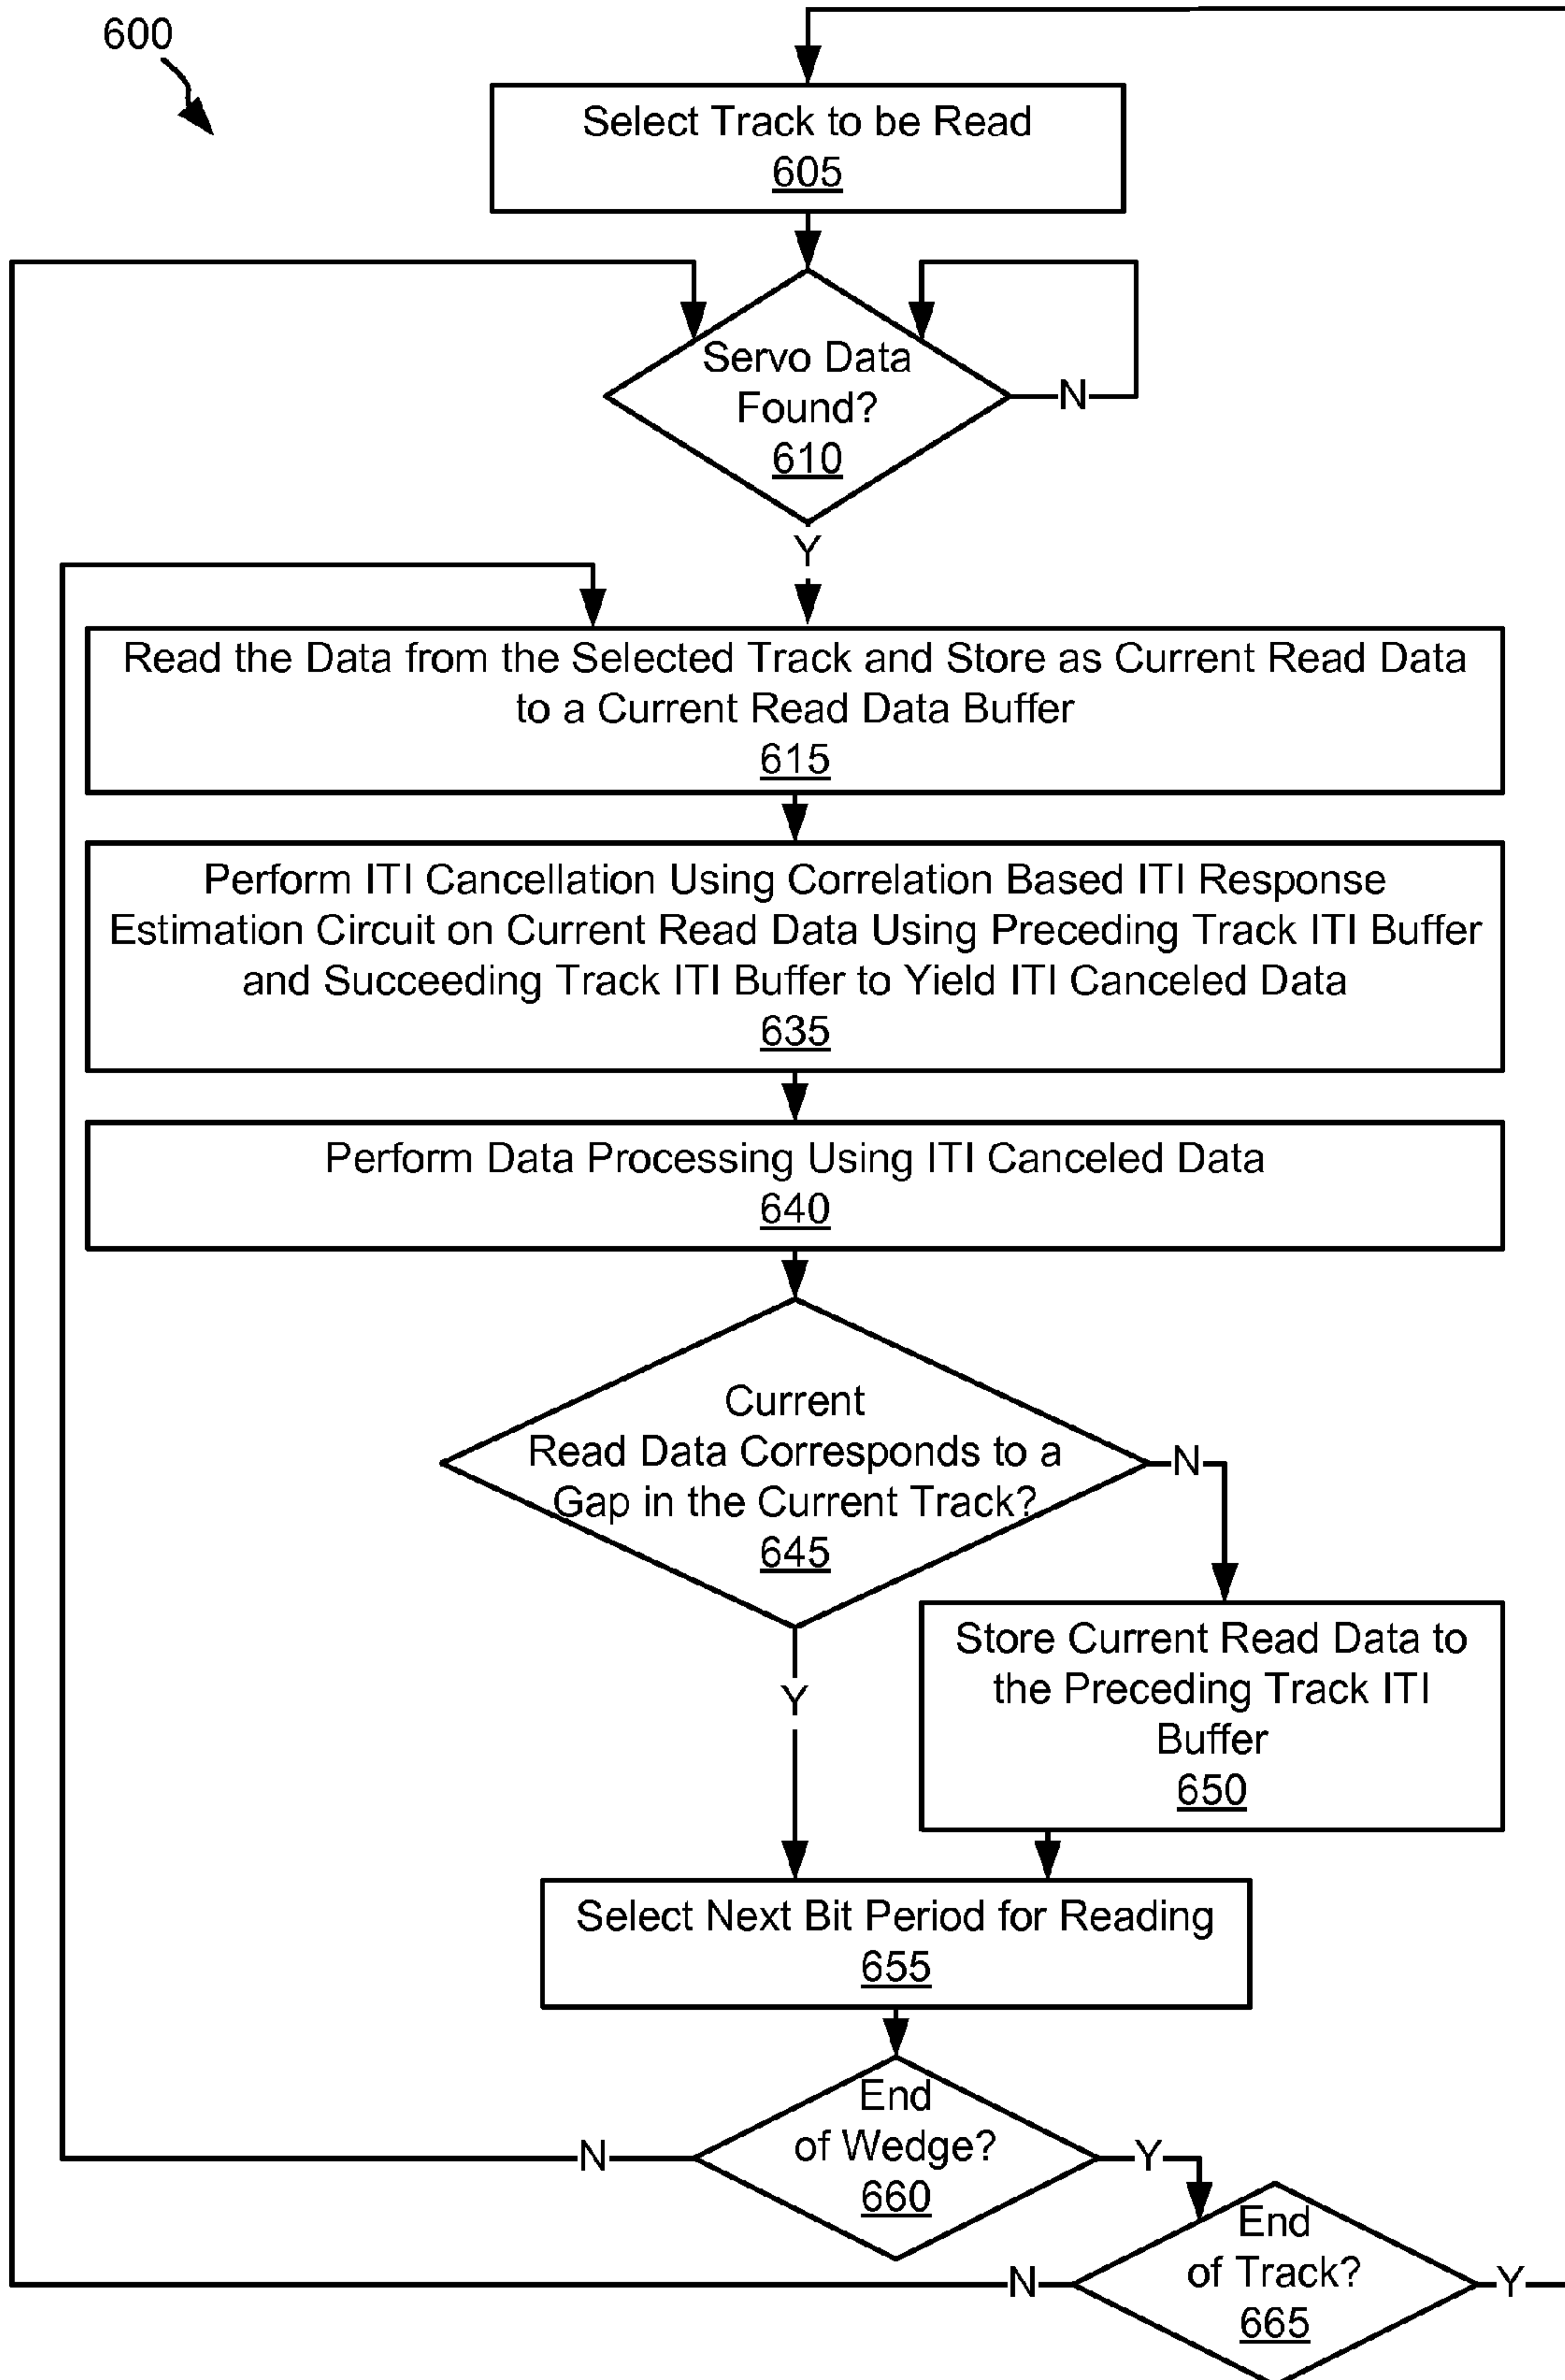 600
Select Track to be Read
605
Servo Data
Found?
610
N
Y
Read the Data from the Selected Track and Store as Current Read Data
to a Current Read Data Buffer
615
Perform ITI Cancellation Using Correlation Based ITI Response
Estimation Circuit on Current Read Data Using Preceding Track ITI Buffer
and Succeeding Track ITI Buffer to Yield ITI Canceled Data
635
Perform Data Processing Using ITI Canceled Data
640
Current
Read Data Corresponds to a
Gap in the Current Track?
645
N
Y
Store Current Read Data to
the Preceding Track ITI
Buffer
650
Select Next Bit Period for Reading
655
End
of Wedge?
660
N
Y
End
of Track?
665
N
Y